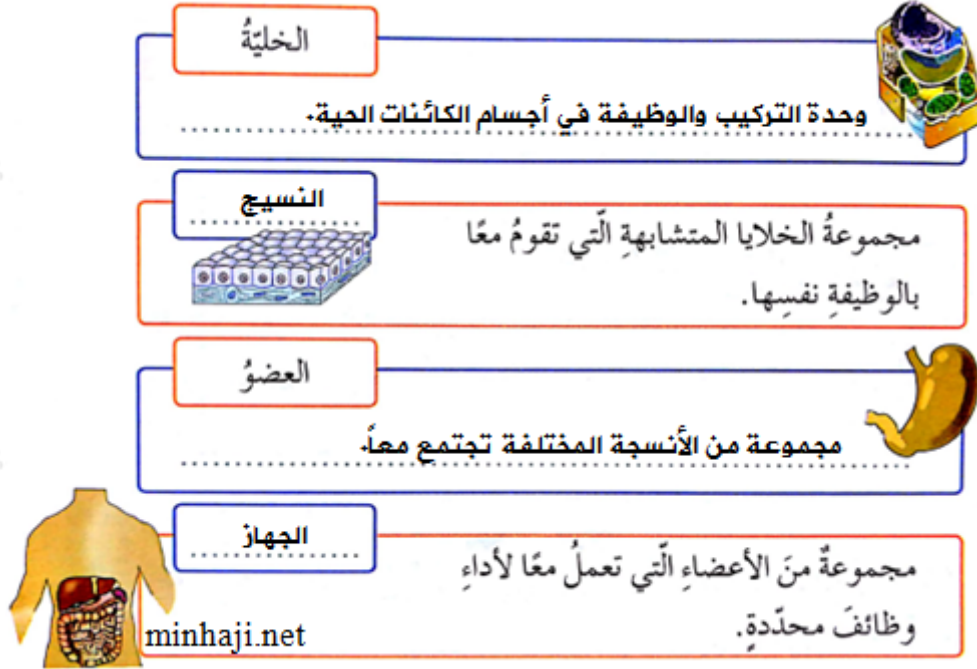 الخليّةُ
وحدة التركيب والوظيفة في أجسام الكائنات الحية.
النسيج
مجموعةُ الخلايا المتشابهةِ الّتي تقومُ معًا
بالوظيفةِ نفسِها.
العضوُ
مجموعة من الأنسجة المختلفة تجتمع معاً.
الجهاز
مجموعةٌ منَ الأعضاءِ الّتي تعملُ معًا لأداءِ
وظائفَ محدّدةٍ.
minhaji.net